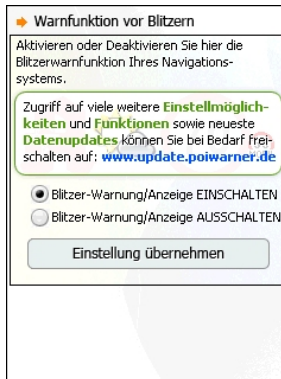 Warnfunktion vor Blitzern
Aktivieren oder Deaktivieren Sie hier die
Blitzerwarnfunktion Ihres Navigations-
systems.
Zugriff auf viele weitere Einstellmöglich-
keiten und Funktionen sowie neueste
Datenupdates können Sie bei Bedarf frei-
schalten auf: www.update.poiwarner.de
Blitzer-Warnung/Anzeige EINSCHALTEN
Blitzer-Warnung/Anzeige AUSSCHALTEN
Einstellung übernehmen